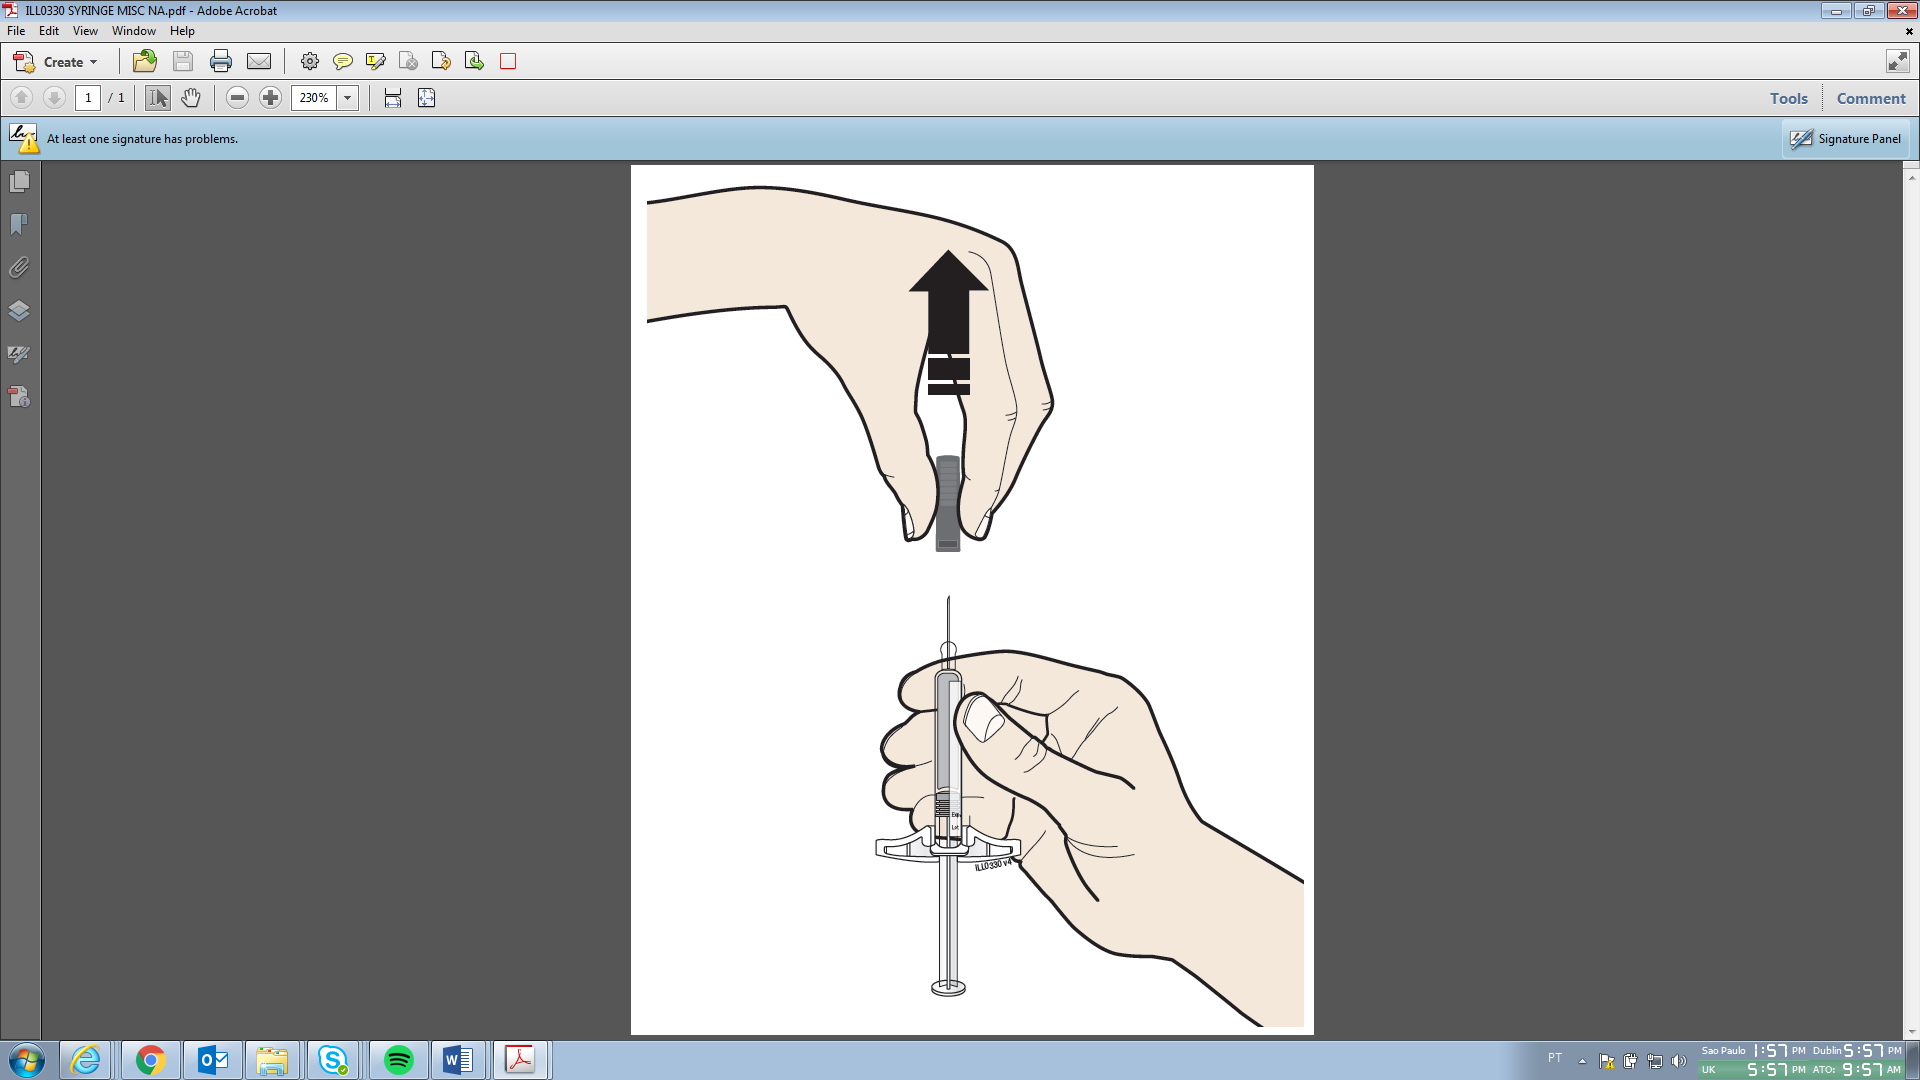 ILL0330 SYRINGE MISC NA.pdf - Adobe Acrobat
File Edit View Window Help
Create
1 / 1 230% Tools Comment
At least one signature has problems. Signature Panel
Exp.
Lot
ILL0330 v4
PT
Sao Paulo 1:57 PM Dublin 5:57 PM
UK 5:57 PM ATO: 9:57 AM